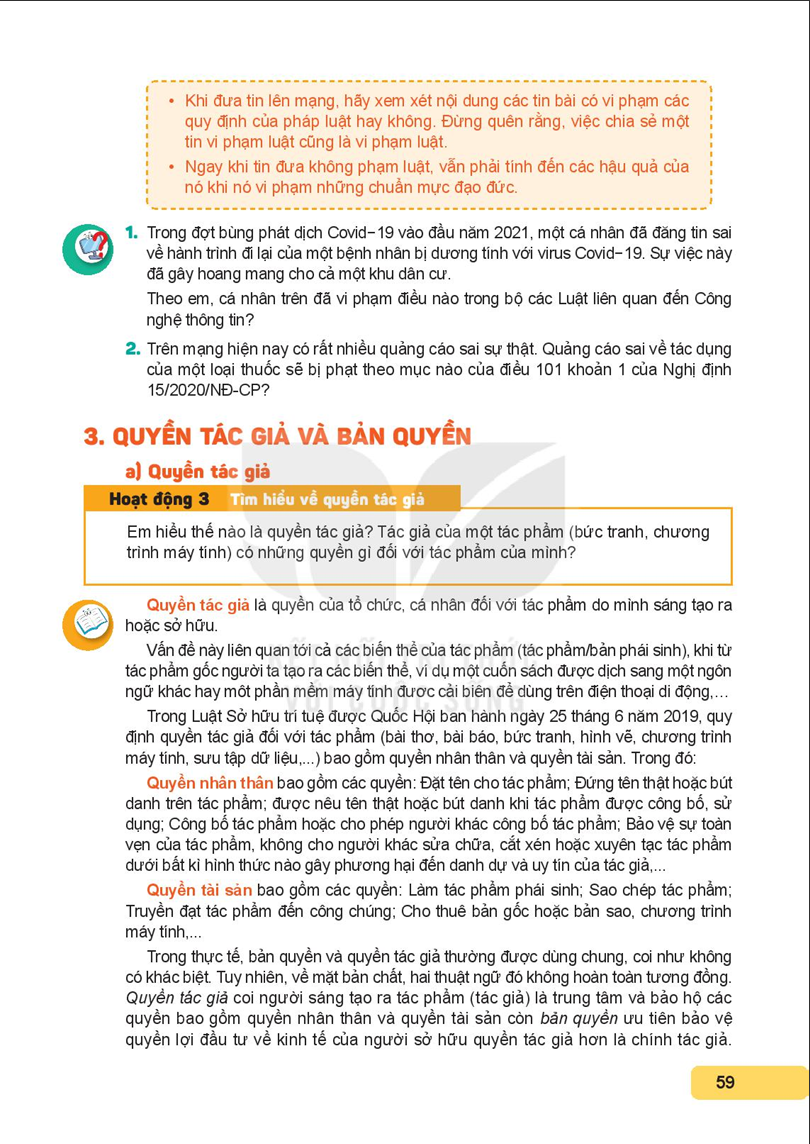 • Khi đưa tin lên mạng, hãy xem xét nội dung các tin bài có vi phạm các
quy định của pháp luật hay không. Đừng quên rằng, việc chia sẻ một
tin vi phạm luật cũng là vi phạm luật.
• Ngay khi tin đưa không phạm luật, vẫn phải tính đến các hậu quả của
nó khi nó vi phạm những chuẩn mực đạo đức.
1. Trong đợt bùng phát dịch Covid-19 vào đầu năm 2021, một cá nhân đã đăng tin sai
về hành trình đi lại của một bệnh nhân bị dương tính với virus Covid-19. Sự việc này
đã gây hoang mang cho cả một khu dân cư.
Theo em, cá nhân trên đã vi phạm điều nào trong bộ các Luật liên quan đến Công
nghệ thông tin?
2. Trên mạng hiện nay có rất nhiều quảng cáo sai sự thật. Quảng cáo sai về tác dụng
của một loại thuốc sẽ bị phạt theo mục nào của điều 101 khoản 1 của Nghị định
15/2020/NĐ-CP?
3. QUYỀN TÁC GIẢ VÀ BẢN QUYỀN
a) Quyền tác giả
Hoạt động 3 Tìm hiểu về quyền tác giả
Em hiểu thế nào là quyền tác giả? Tác giả của một tác phẩm (bức tranh, chương
trình máy tính) có những quyền gì đối với tác phẩm của mình?
Quyền tác giả là quyền của tổ chức, cá nhân đối với tác phẩm do mình sáng tạo ra
hoặc sở hữu.
Vấn đề này liên quan tới cả các biến thể của tác phẩm (tác phẩm/bản phái sinh), khi từ
tác phẩm gốc người ta tạo ra các biến thể, ví dụ một cuốn sách được dịch sang một ngôn
ngữ khác hay môt phần mềm máy tính đươc cải biên để dùng trên điện thoại di động,...
KẾT NỐI TRI THỨC
VỚI CUỘC SỐNG
Trong Luật Sở hữu trí tuệ được Quốc Hội ban hành ngày 25 tháng 6 năm 2019, quy
định quyền tác giả đối với tác phẩm (bài thơ, bài báo, bức tranh, hình vẽ, chương trình
máy tính, sưu tập dữ liệu,...) bao gồm quyền nhân thân và quyền tài sản. Trong đó:
Quyền nhân thân bao gồm các quyền: Đặt tên cho tác phẩm; Đứng tên thật hoặc bút
danh trên tác phẩm; được nêu tên thật hoặc bút danh khi tác phẩm được công bố, sử
dụng; Công bố tác phẩm hoặc cho phép người khác công bố tác phẩm; Bảo vệ sự toàn
vẹn của tác phẩm, không cho người khác sửa chữa, cắt xén hoặc xuyên tạc tác phẩm
dưới bất kì hình thức nào gây phương hại đến danh dự và uy tín của tác giả,...
Quyền tài sản bao gồm các quyền: Làm tác phẩm phái sinh; Sao chép tác phẩm;
Truyền đạt tác phẩm đến công chúng; Cho thuê bản gốc hoặc bản sao, chương trình
máy tính,...
Trong thực tế, bản quyền và quyền tác giả thường được dùng chung, coi như không
có khác biệt. Tuy nhiên, về mặt bản chất, hai thuật ngữ đó không hoàn toàn tương đồng.
Quyền tác giả coi người sáng tạo ra tác phẩm (tác giả) là trung tâm và bảo hộ các
quyền bao gồm quyền nhân thân và quyền tài sản còn bản quyền ưu tiên bảo vệ
quyền lợi đầu tư về kinh tế của người sở hữu quyền tác giả hơn là chính tác giả.
59